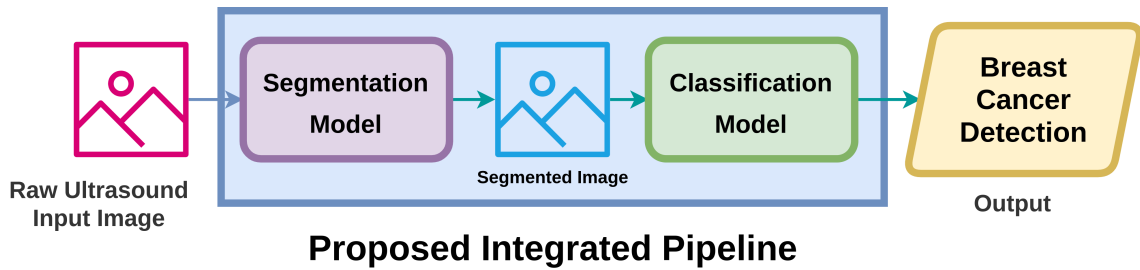 Raw Ultrasound
Input Image
Segmentation
Model
Segmented Image
Classification
Model
Breast
Cancer
Detection
Output
Proposed Integrated Pipeline